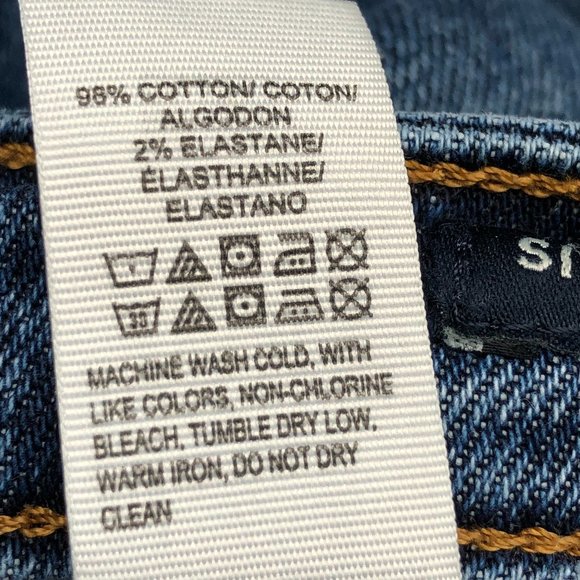 98% COTTON/ COTON/
ALGODON
2% ELASTANE/
ÉLASTHANNE/
ELASTANO
30
MACHINE WASH COLD, WITH
LIKE COLORS, NON-CHLORINE
BLEACH, TUMBLE DRY LOW,
WARM IRON, DO NOT DRY
CLEAN